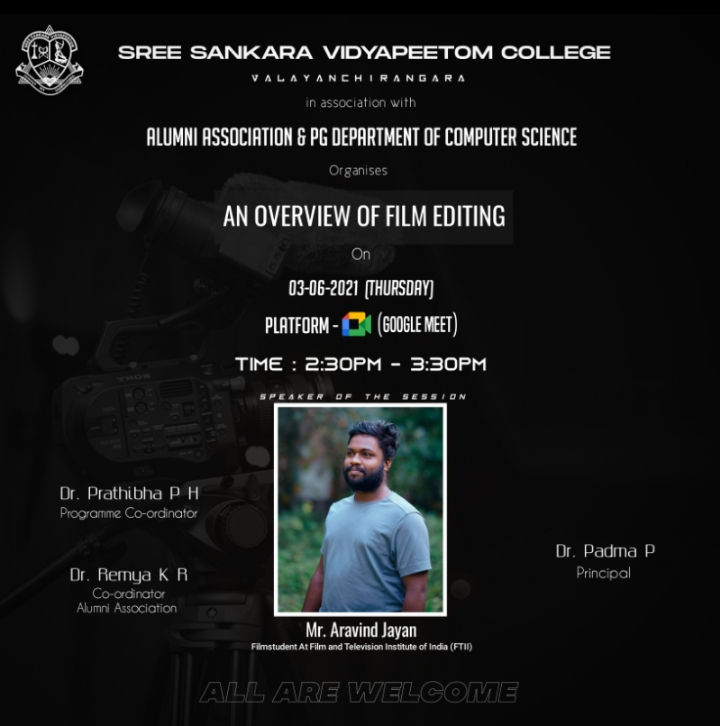 SREE SANKARA VIDYAPEETOM COLLEGE
VALAYANCHIRANGARA
in association with
ALUMNI ASSOCIATION & PG DEPARTMENT OF COMPUTER SCIENCE
Organises
AN OVERVIEW OF FILM EDITING
On
03-06-2021 (THURSDAY)
PLATFORM - (GOOGLE MEET)
TIME : 2:30PM - 3:30PM
SPEAKER OF THE SESSION
Dr. Prathibha P H
Programme Co-ordinator
Dr. Remya K R
Co-ordinator
Alumni Association
Dr. Padma P
Principal
Mr. Aravind Jayan
Filmstudent At Film and Television Institute of India (FTII)
ALL ARE WELCOME